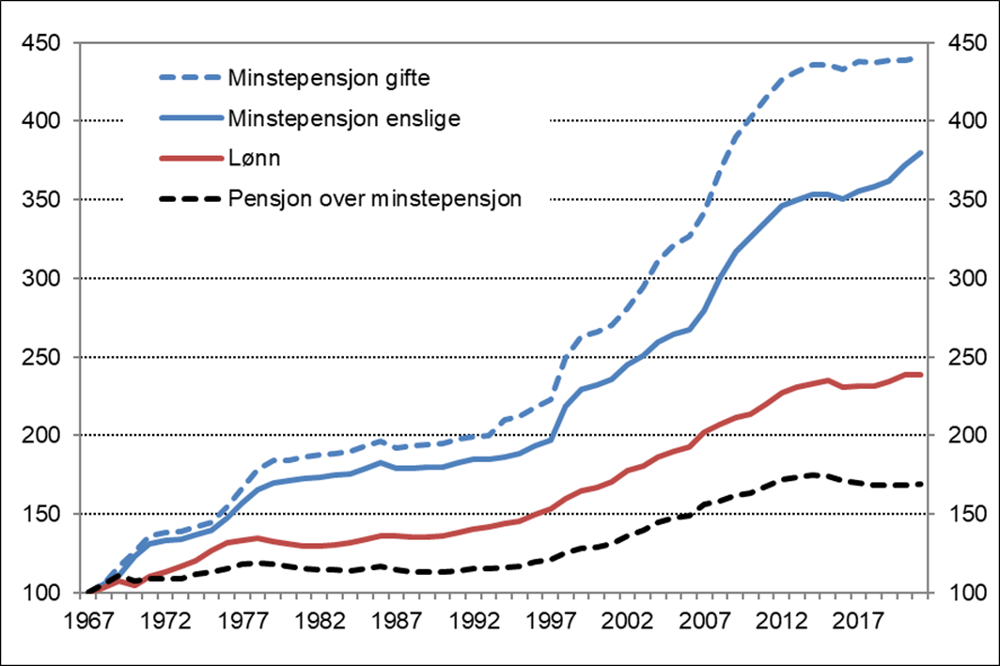 450 450
Minstepensjon gifte
400 400
Minstepensjon enslige
Lønn
350 350
Pensjon over minstepensjon
300 300
250 250
200 200
150 150
100 100
1967 1972 1977 1982 1987 1992 1997 2002 2007 2012 2017